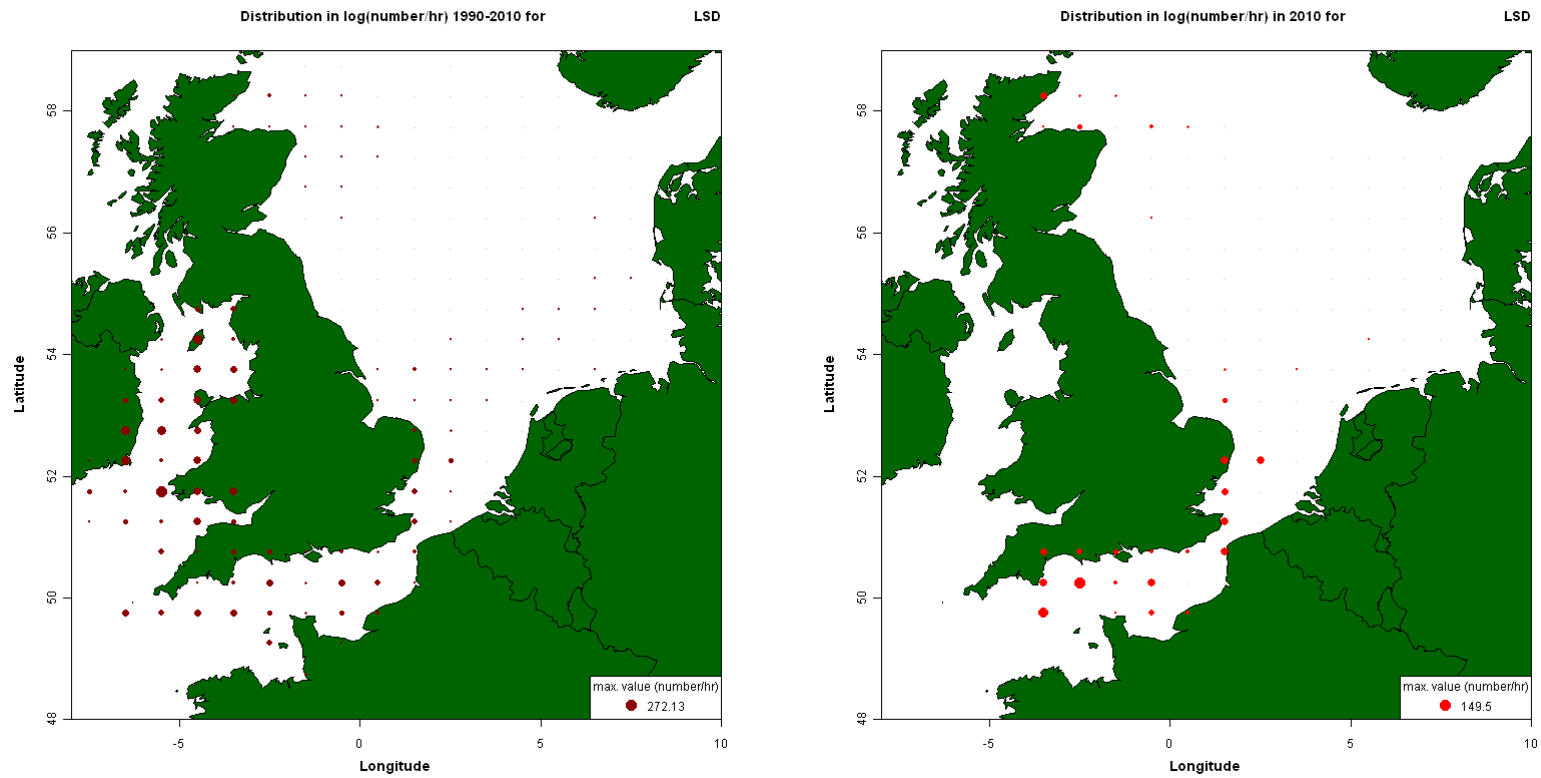 Distribution in log(number/hr) 1990-2010 for LSD
58
56
54
52
50
48
Latitude
max. value (number/hr)
272.13
-5 0 5 10
Longitude
Distribution in log(number/hr) in 2010 for LSD
58
56
54
52
50
48
Latitude
max. value (number/hr)
149.5
-5 0 5 10
Longitude